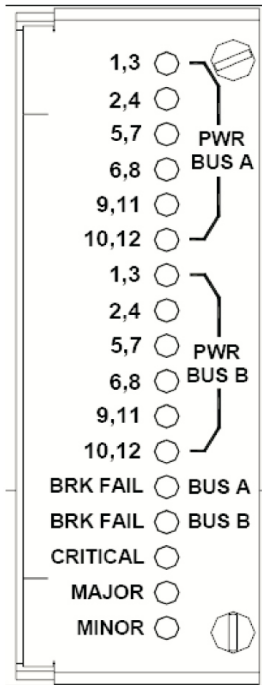 1,3
2,4
5,7
PWR
6,8
BUS A
9,11
10,12
1,3
2,4
5,7
PWR
6,8
BUS B
9,11
10,12
BRK FAIL BUS A
BRK FAIL BUS B
CRITICAL
MAJOR
MINOR